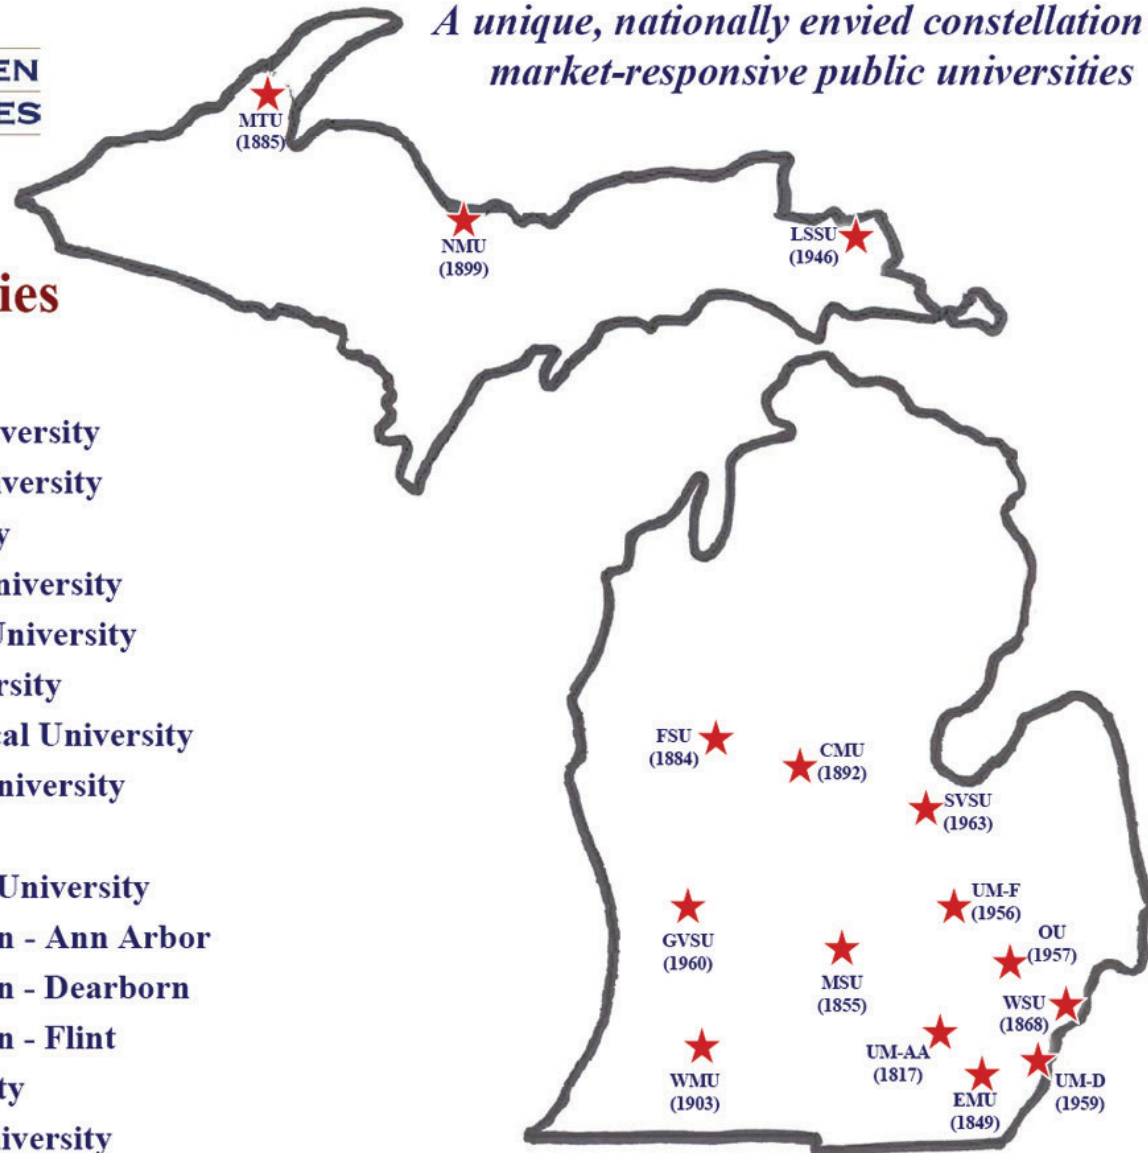 A unique, nationally envied constellation
market-responsive public universities
EN
ES
ies
versity
iversity
y
niversity
University
rsity
cal University
niversity
University
n - Ann Arbor
n - Dearborn
n - Flint
ty
niversity
MTU
(1885)
NMU
(1899)
LSSU
(1946)
FSU
(1884)
CMU
(1892)
SVSU
(1963)
UM-F
(1956)
OU
(1957)
GVSU
(1960)
MSU
(1855)
WSU
(1868)
UM-AA
(1817)
WMU
(1903)
EMU
(1849)
UM-D
(1959)